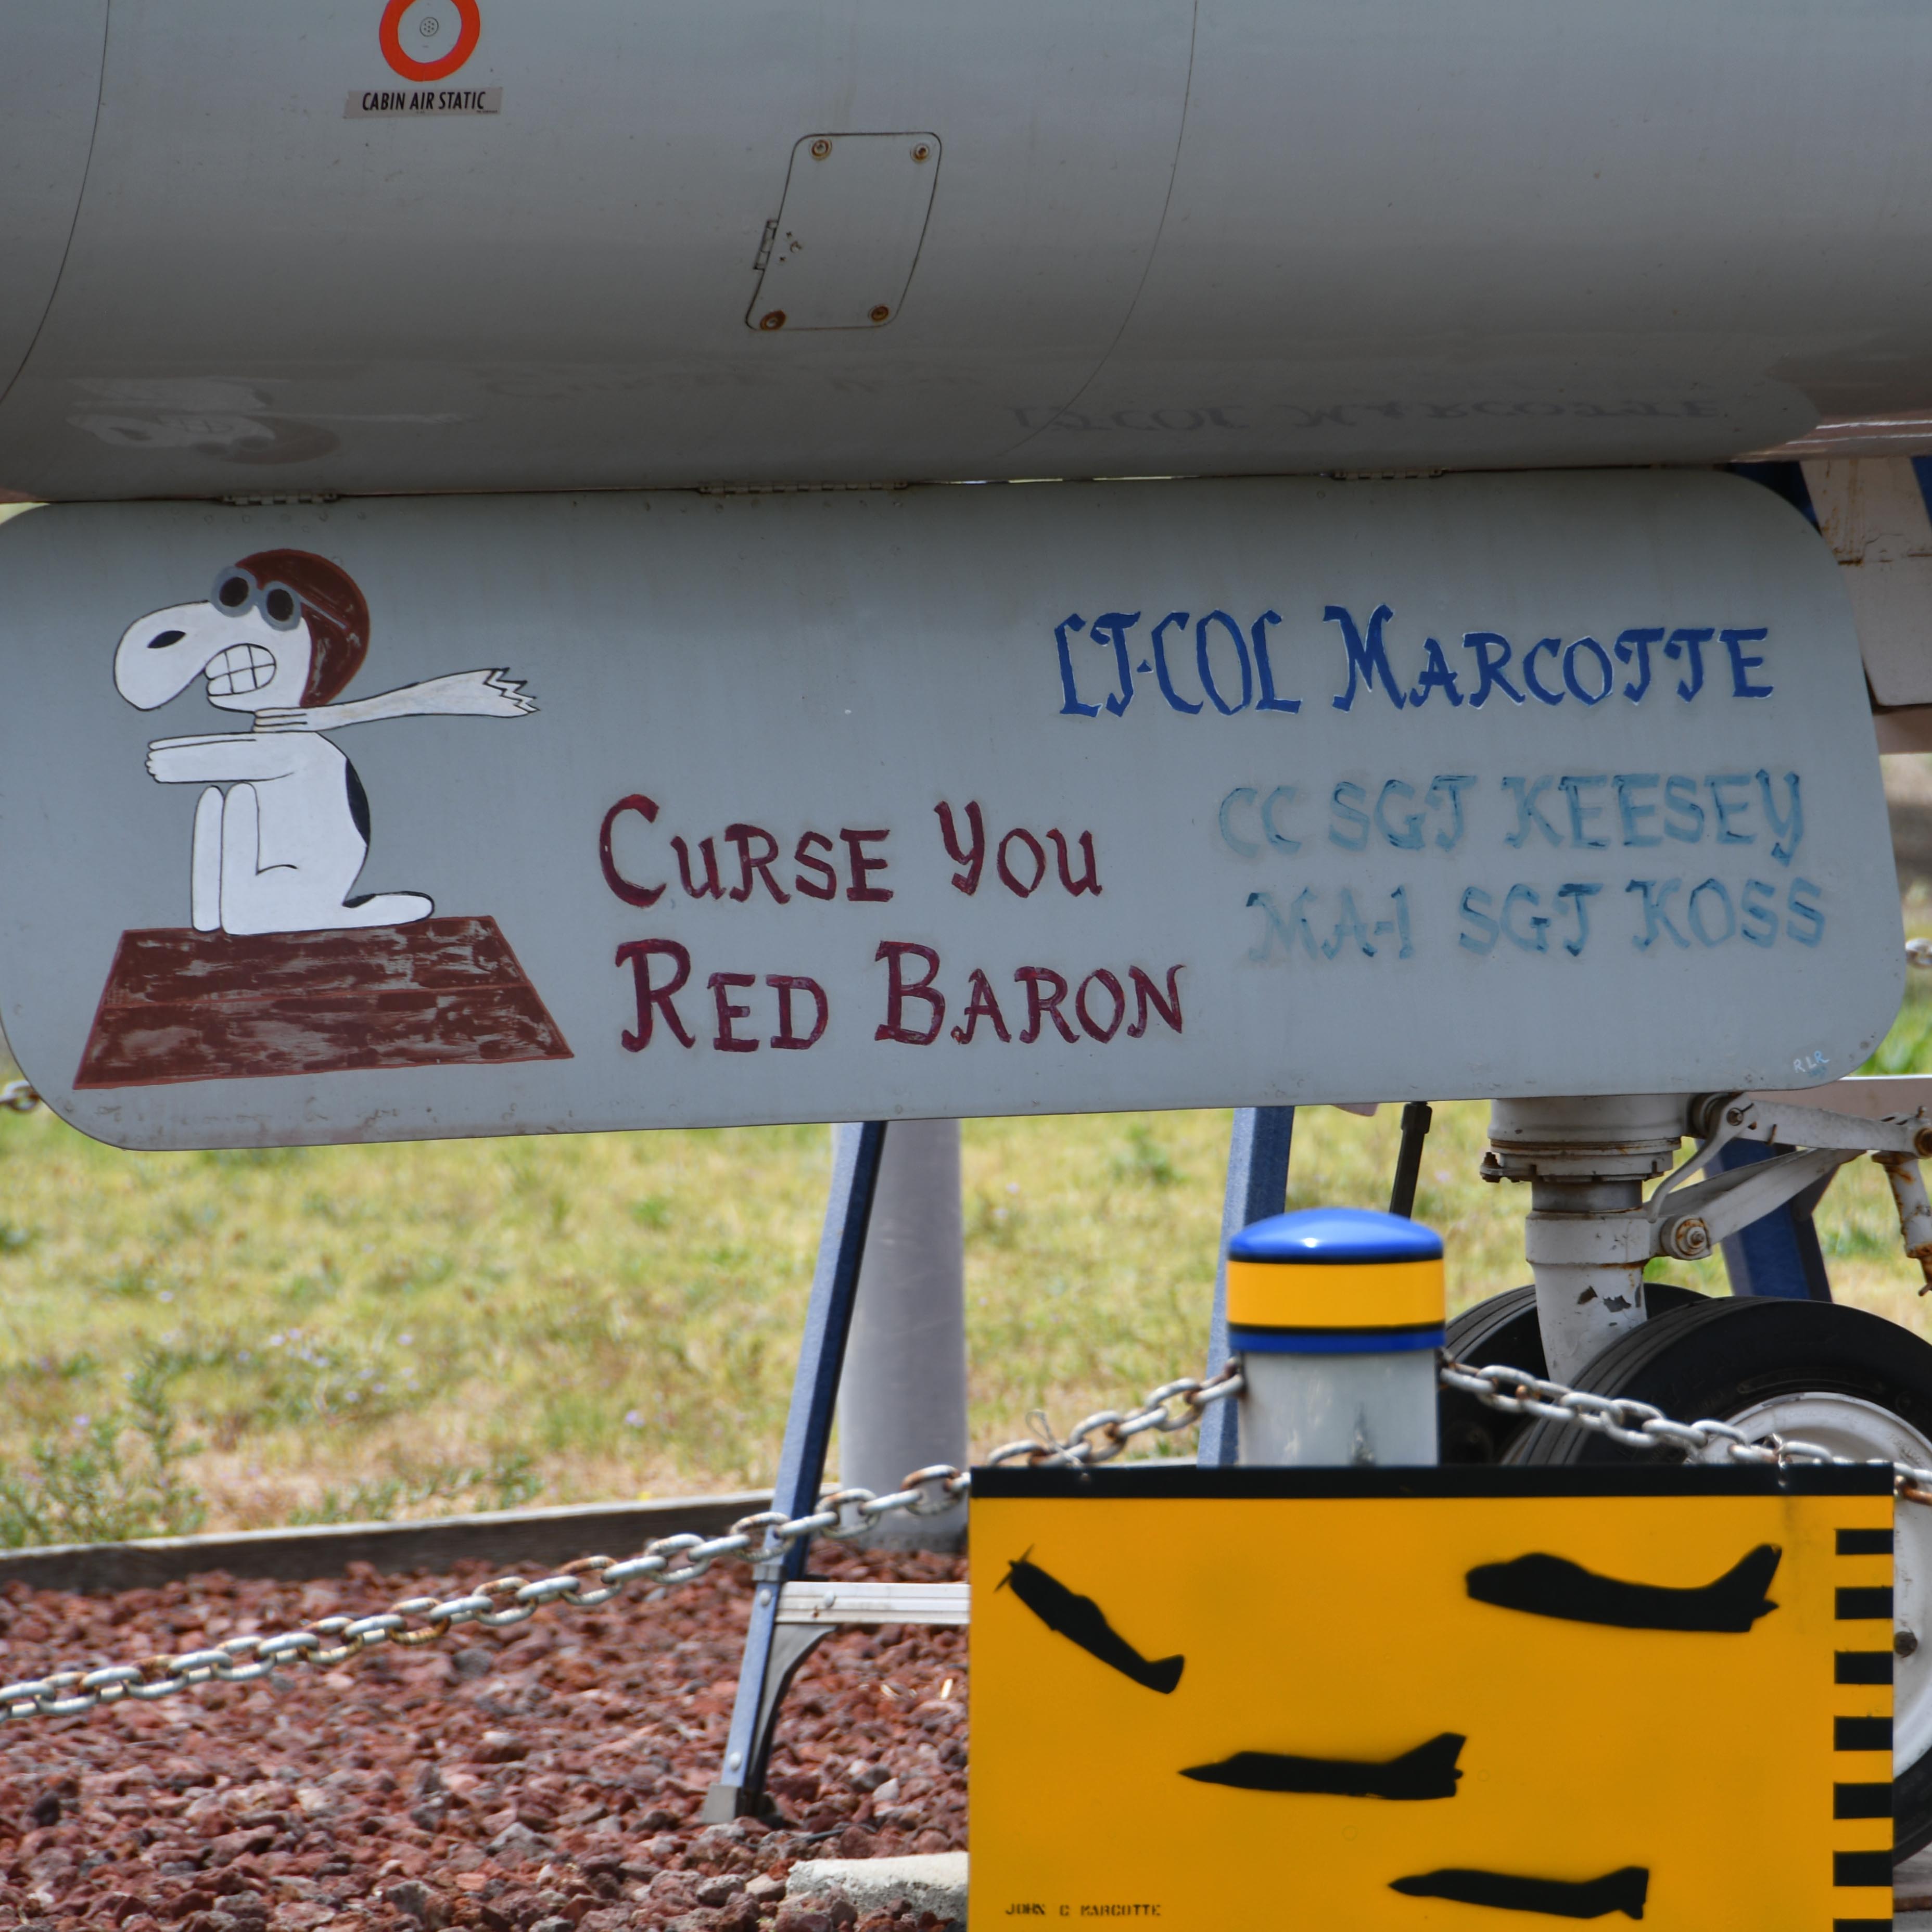 CABIN AIR STATIC
LT-COL MARCOTTE
CC SGT KEESEY
MA-1 SGT KOSS
CURSE YOU
RED BARON
RLR
JOHN C MARCOTTE